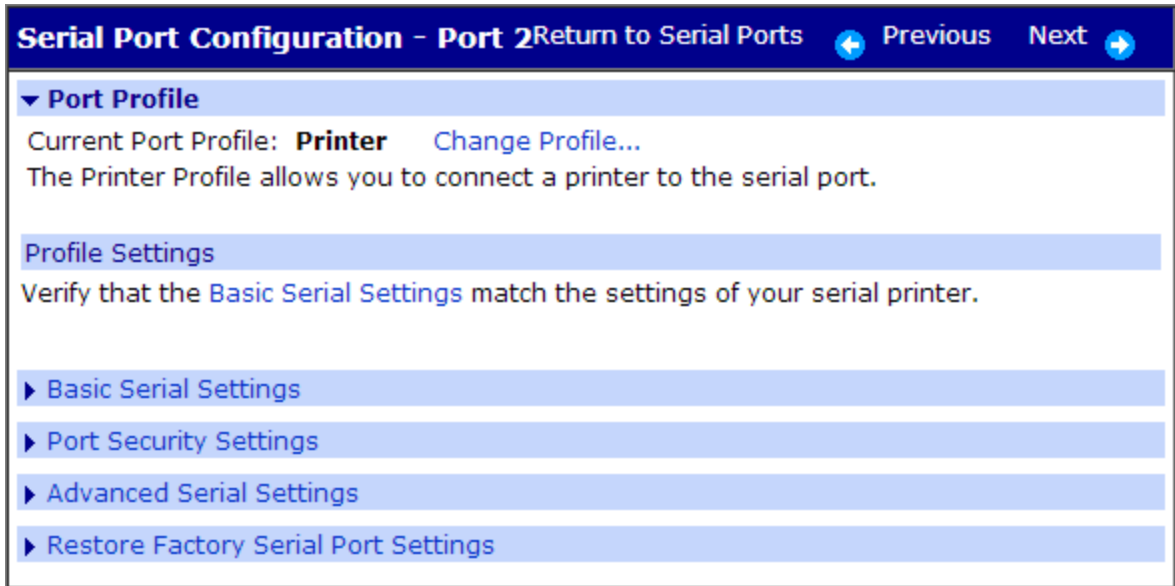 Serial Port Configuration - Port 2 Return to Serial Ports Previous Next
Port Profile
Current Port Profile: Printer Change Profile...
The Printer Profile allows you to connect a printer to the serial port.
Profile Settings
Verify that the Basic Serial Settings match the settings of your serial printer.
Basic Serial Settings
Port Security Settings
Advanced Serial Settings
Restore Factory Serial Port Settings